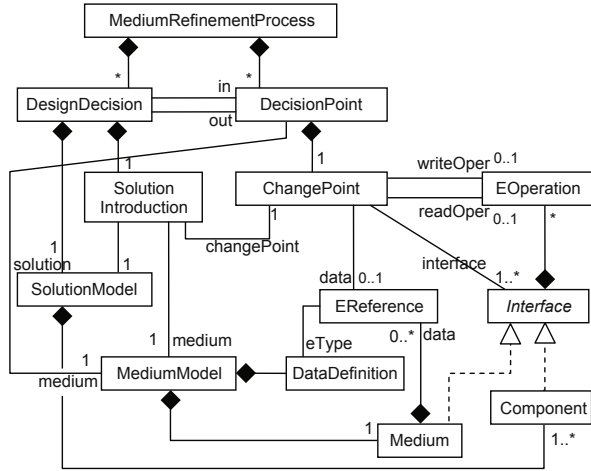 MediumRefinementProcess
* *
in
DesignDecision DecisionPoint
out
1 1 writeOper 0..1
Solution
Introduction
ChangePoint EOperation
1 readOper 0..1
changePoint *
1 1
solution interface
SolutionModel data 0..1 1..*
EReference Interface
1 medium 0..* data
1 eType
medium MediumModel DataDefinition
Component
1 Medium 1..*